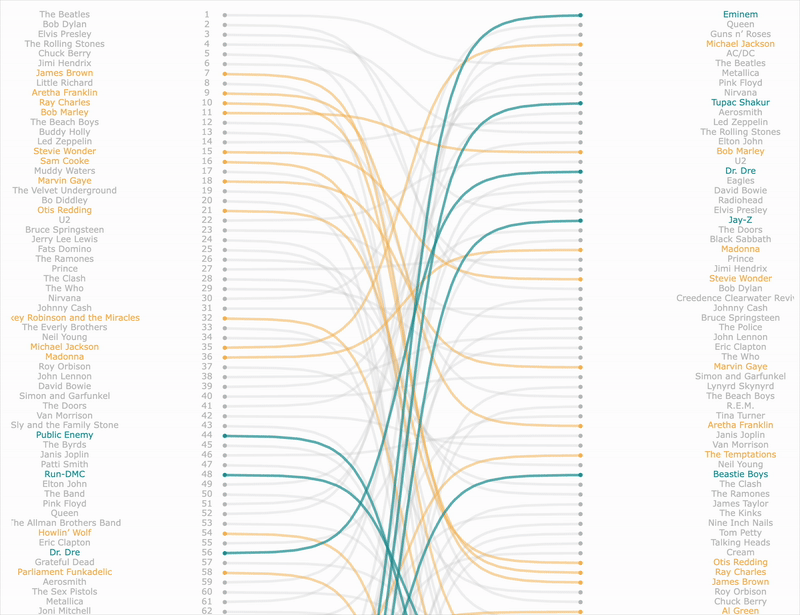 The Beatles 1 Eminem
Bob Dylan 2 Queen
Elvis Presley 3 Guns n' Roses
The Rolling Stones 4 Michael Jackson
Chuck Berry 5 AC/DC
Jimi Hendrix 6 The Beatles
James Brown 7 Metallica
Little Richard 8 Pink Floyd
Aretha Franklin 9 Nirvana
Ray Charles 10 Tupac Shakur
Bob Marley 11 Aerosmith
The Beach Boys 12 Led Zeppelin
Buddy Holly 13 The Rolling Stones
Led Zeppelin 14 Elton John
Stevie Wonder 15 Bob Marley
Sam Cooke 16 U2
Muddy Waters 17 Dr. Dre
Marvin Gaye 18 Eagles
The Velvet Underground 19 David Bowie
Bo Diddley 20 Radiohead
Otis Redding 21 Elvis Presley
U2 22 Jay-Z
Bruce Springsteen 23 The Doors
Jerry Lee Lewis 24 Black Sabbath
Fats Domino 25 Madonna
The Ramones 26 Prince
Prince 27 Jimi Hendrix
The Clash 28 Stevie Wonder
The Who 29 Bob Dylan
Nirvana 30 Creedence Clearwater Revi
Johnny Cash 31 Johnny Cash
key Robinson and the Miracles 32 Bruce Springsteen
The Everly Brothers 33 The Police
Neil Young 34 John Lennon
Michael Jackson 35 Eric Clapton
Madonna 36 The Who
Roy Orbison 37 Marvin Gaye
John Lennon 38 Simon and Garfunkel
David Bowie 39 Lynyrd Skynyrd
Simon and Garfunkel 40 The Beach Boys
The Doors 41 R.E.M.
Van Morrison 42 Tina Turner
Sly and the Family Stone 43 Aretha Franklin
Public Enemy 44 Janis Joplin
The Byrds 45 Van Morrison
Janis Joplin 46 The Temptations
Patti Smith 47 Neil Young
Run-DMC 48 Beastie Boys
Elton John 49 The Clash
The Band 50 The Ramones
Pink Floyd 51 James Taylor
Queen 52 The Kinks
The Allman Brothers Band 53 Nine Inch Nails
Howlin' Wolf 54 Tom Petty
Eric Clapton 55 Talking Heads
Dr. Dre 56 Cream
Grateful Dead 57 Otis Redding
Parliament Funkadelic 58 Ray Charles
Aerosmith 59 James Brown
The Sex Pistols 60 Roy Orbison
Metallica 61 Chuck Berry
Joni Mitchell 62 Al Green